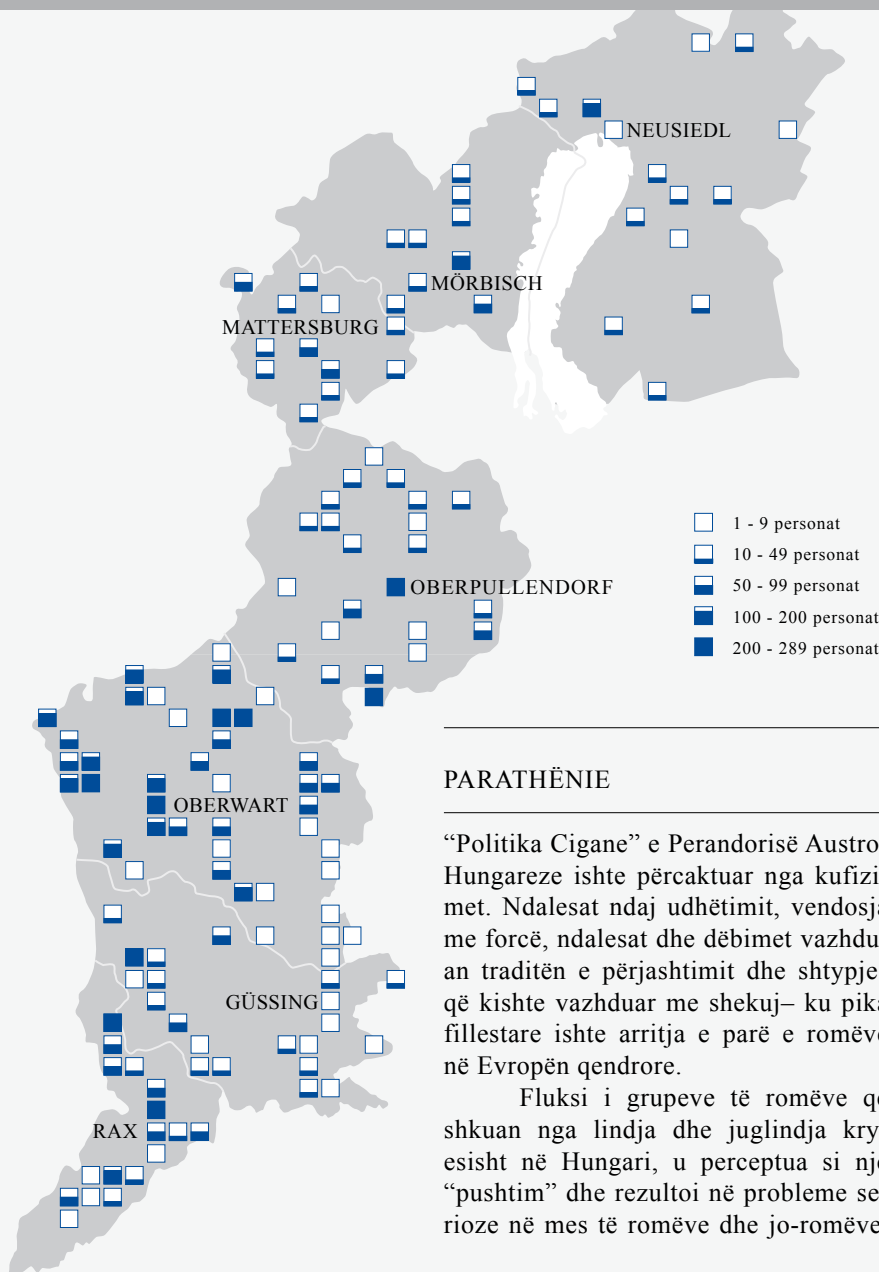 NEUSIEDL
MÖRBISCH
MATTERSBURG
1 - 9 personat
10 - 49 personat
50 - 99 personat
OBERPULLENDORF
100 - 200 personat
200 - 289 personat
OBERWART
GÜSSING
RAX
PARATHËNIE
“Politika Cigane” e Perandorisë Austro
Hungareze ishte përcaktuar nga kufizi
met. Ndalesat ndaj udhëtimit, vendosja
me forcë, ndalesat dhe dëbimet vazhdu
an traditën e përjashtimit dhe shtypje
që kishte vazhduar me shekuj– ku pika
fillestare ishte arritja e parë e romëve
në Evropën qendrore.
Fluksi i grupeve të romëve që
shkuan nga lindja dhe juglindja kry
esisht në Hungari, u perceptua si një
“pushtim” dhe rezultoi në probleme se
rioze në mes të romëve dhe jo-romëve